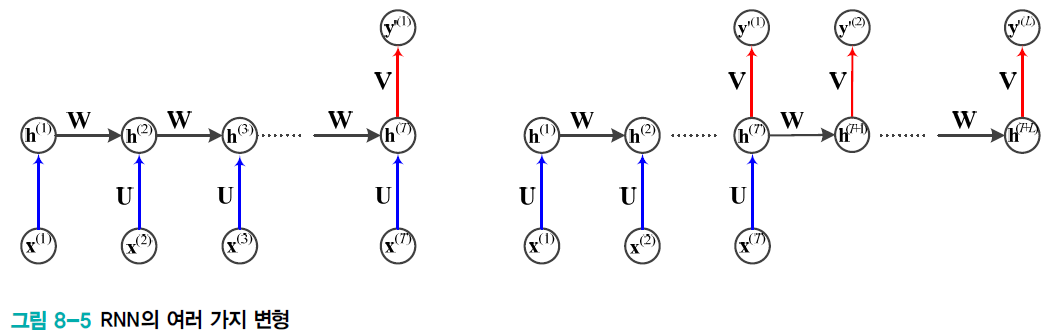 y'(1) y'(1) y'(2) y'(L)
V V V V
W W W W W W
h(1) h(2) h(3) ........ h(T) h(1) h(2) ........ h(T) h(T+1) ........ h(T+L)
U U U U U U
x(1) x(2) x(3) x(T) x(1) x(2) x(T)
그림 8-5 RNN의 여러 가지 변형